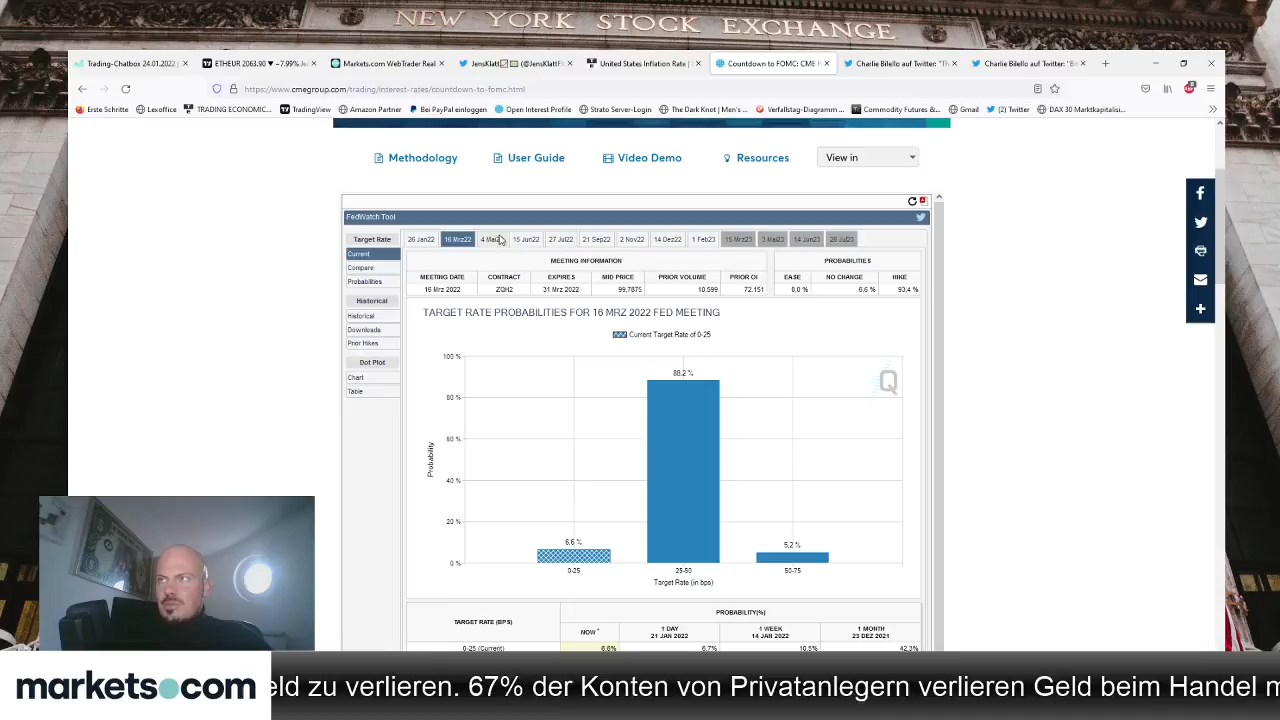 NEW YORK STOCK EXCHANGE
Trading-Chatbox 24.01.2022 |
ETHEUR 2063.90 ▼ −7.99% Je
Markets.com WebTrader Real
United States Inflation Rate |
Countdown to FOMC: CME F
Charlie Bilello auf Twitter: "Th
Charlie Bilello auf Twitter: "Bi
https://www.cmegroup.com/trading/interest-rates/countdown-to-fomc.html
Erste Schritte
Lexoffice
TRADING ECONOMIC...
TradingView
Amazon Partner
Bei PayPal einloggen
Open Interest Profile
Strato Server-Login
The Dark Knot | Men's ...
Verfallstag-Diagramm ...
Commodity Futures &...
Gmail
(2) Twitter
DAX 30 Marktkapitalisi...
Methodology
User Guide
Video Demo
Resources
View in
FedWatch Tool
Target Rate
26 Jan22
16 Mrz22
15 Jun22
27 Jul22
21 Sep22
2 Nov22
14 Dez22
1 Feb23
15 Mrz23
3 Mai23
14 Jun23
26 Jul23
Current
Compare
Probabilities
Historical
Historical
Downloads
Prior Hikes
Dot Plot
Chart
Table
MEETING INFORMATION
PROBABILITIES
MEETING DATE CONTRACT EXPIRES MID PRICE PRIOR VOLUME PRIOR OI
EASE NO CHANGE HIKE
16 Mrz 2022 ZQH2 31 Mrz 2022 99,7875 10.599 72.151
0,0 % 6,6 % 93,4 %
TARGET RATE PROBABILITIES FOR 16 MRZ 2022 FED MEETING
Current Target Rate of 0-25
100 %
80 %
60 %
40 %
20 %
0 %
Probability
6.6 %
88.2 %
5.2 %
0-25
25-50
50-75
Target Rate (in bps)
Q
TARGET RATE (BPS)
PROBABILITY(%)
NOW *
1 DAY
21 JAN 2022
1 WEEK
14 JAN 2022
1 MONTH
23 DEZ 2021
0-25 (Current) 6,6% 6,7% 10,5% 42,3%
markets.com
eld zu verlieren. 67% der Konten von Privatanlegern verlieren Geld beim Handel m